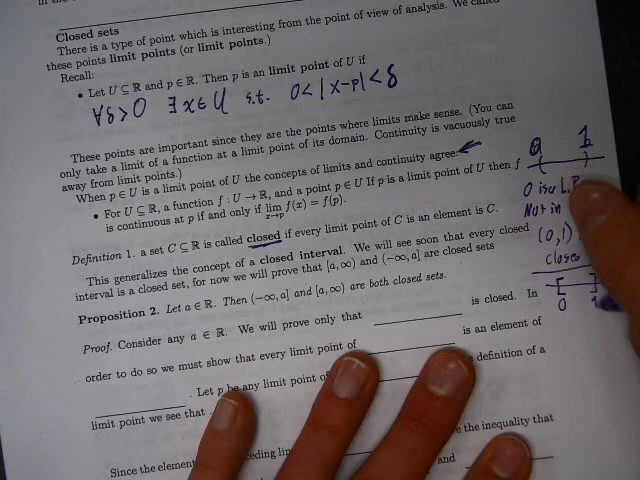 Closed sets
There is a type of point which is interesting from the point of view of analysis. We called
these points limit points (or limit points.)
Recall:
• Let U ⊆ ℝ and p ∈ ℝ. Then p is an limit point of U if
∀δ>0 ∃x∈U s.t. 0<|x-p|<δ
These points are important since they are the points where limits make sense. (You can
only take a limit of a function at a limit point of its domain. Continuity is vacuously true
away from limit points.)
When p ∈ U is a limit point of U the concepts of limits and continuity agree:
• For U ⊆ ℝ, a function f : U → ℝ, and a point p ∈ U If p is a limit point of U then f
is continuous at p if and only if lim x→p f(x) = f(p).
Definition 1. a set C ⊆ ℝ is called closed if every limit point of C is an element is C.
This generalizes the concept of a closed interval. We will see soon that every closed
interval is a closed set, for now we will prove that [a, ∞) and (−∞, a] are closed sets
Proposition 2. Let a ∈ ℝ. Then (−∞, a] and [a, ∞) are both closed sets.
Proof. Consider any a ∈ ℝ. We will prove only that ____ is closed. In
order to do so we must show that every limit point of ____ is an element of
____. Let p be any limit point of definition of a
limit point we see that
Since the element ceding the inequality that
and
0 1
0 is a L.P.
Not in
(0,1)
closed
0 1